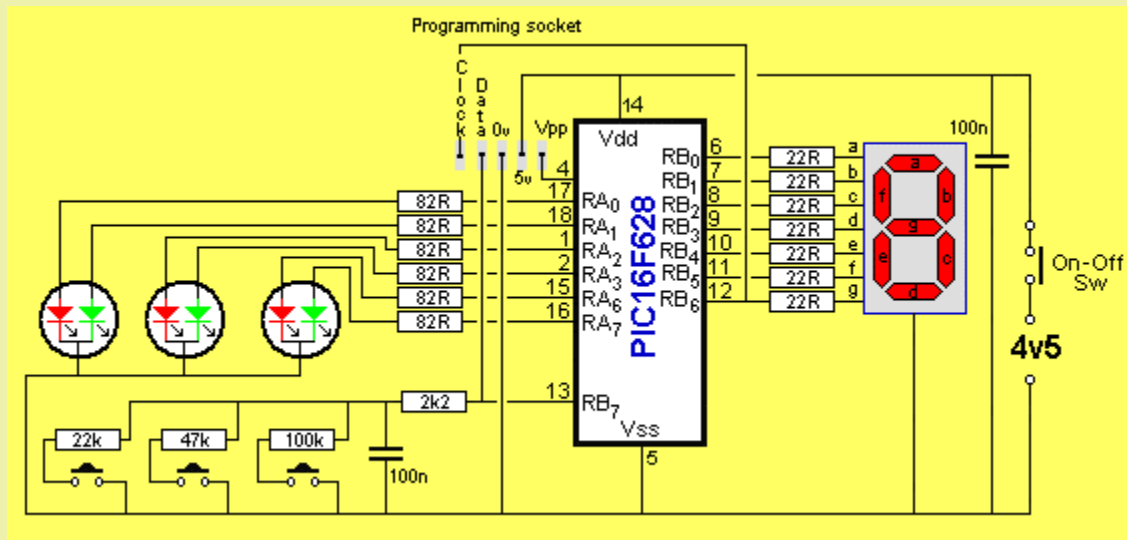 Programming socket
Clock
Data
0v
5v
Vpp
14
Vdd
4
17
18
1
2
15
16
13
RA0
RA1
RA2
RA3
RA6
RA7
RB7
Vss
5
PIC16F628
RB0
RB1
RB2
RB3
RB4
RB5
RB6
6
7
8
9
10
11
12
82R
82R
82R
82R
82R
82R
22R
22R
22R
22R
22R
22R
22R
a
b
c
d
e
f
g
a
f
b
g
e
c
d
100n
On-Off
Sw
4v5
2k2
22k
47k
100k
100n